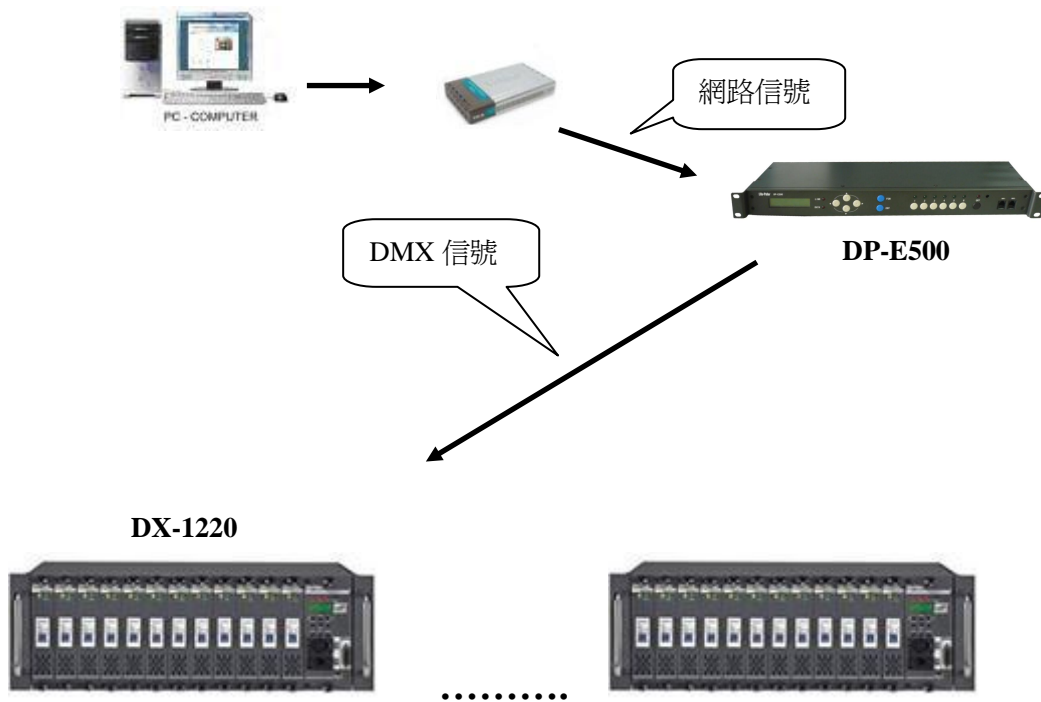 PC - COMPUTER
網路信號
DP-E500
DMX 信號
DX-1220
..........